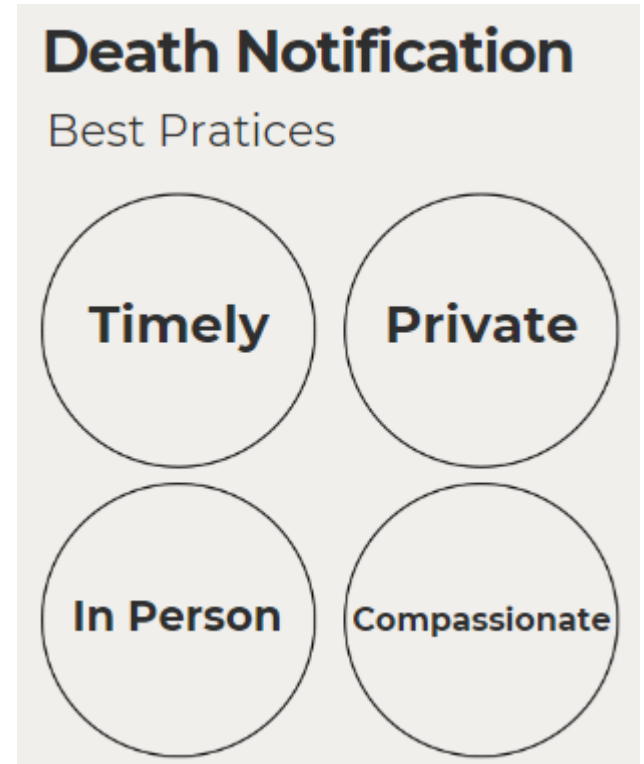 Death Notification
Best Pratices
Timely
Private
In Person
Compassionate